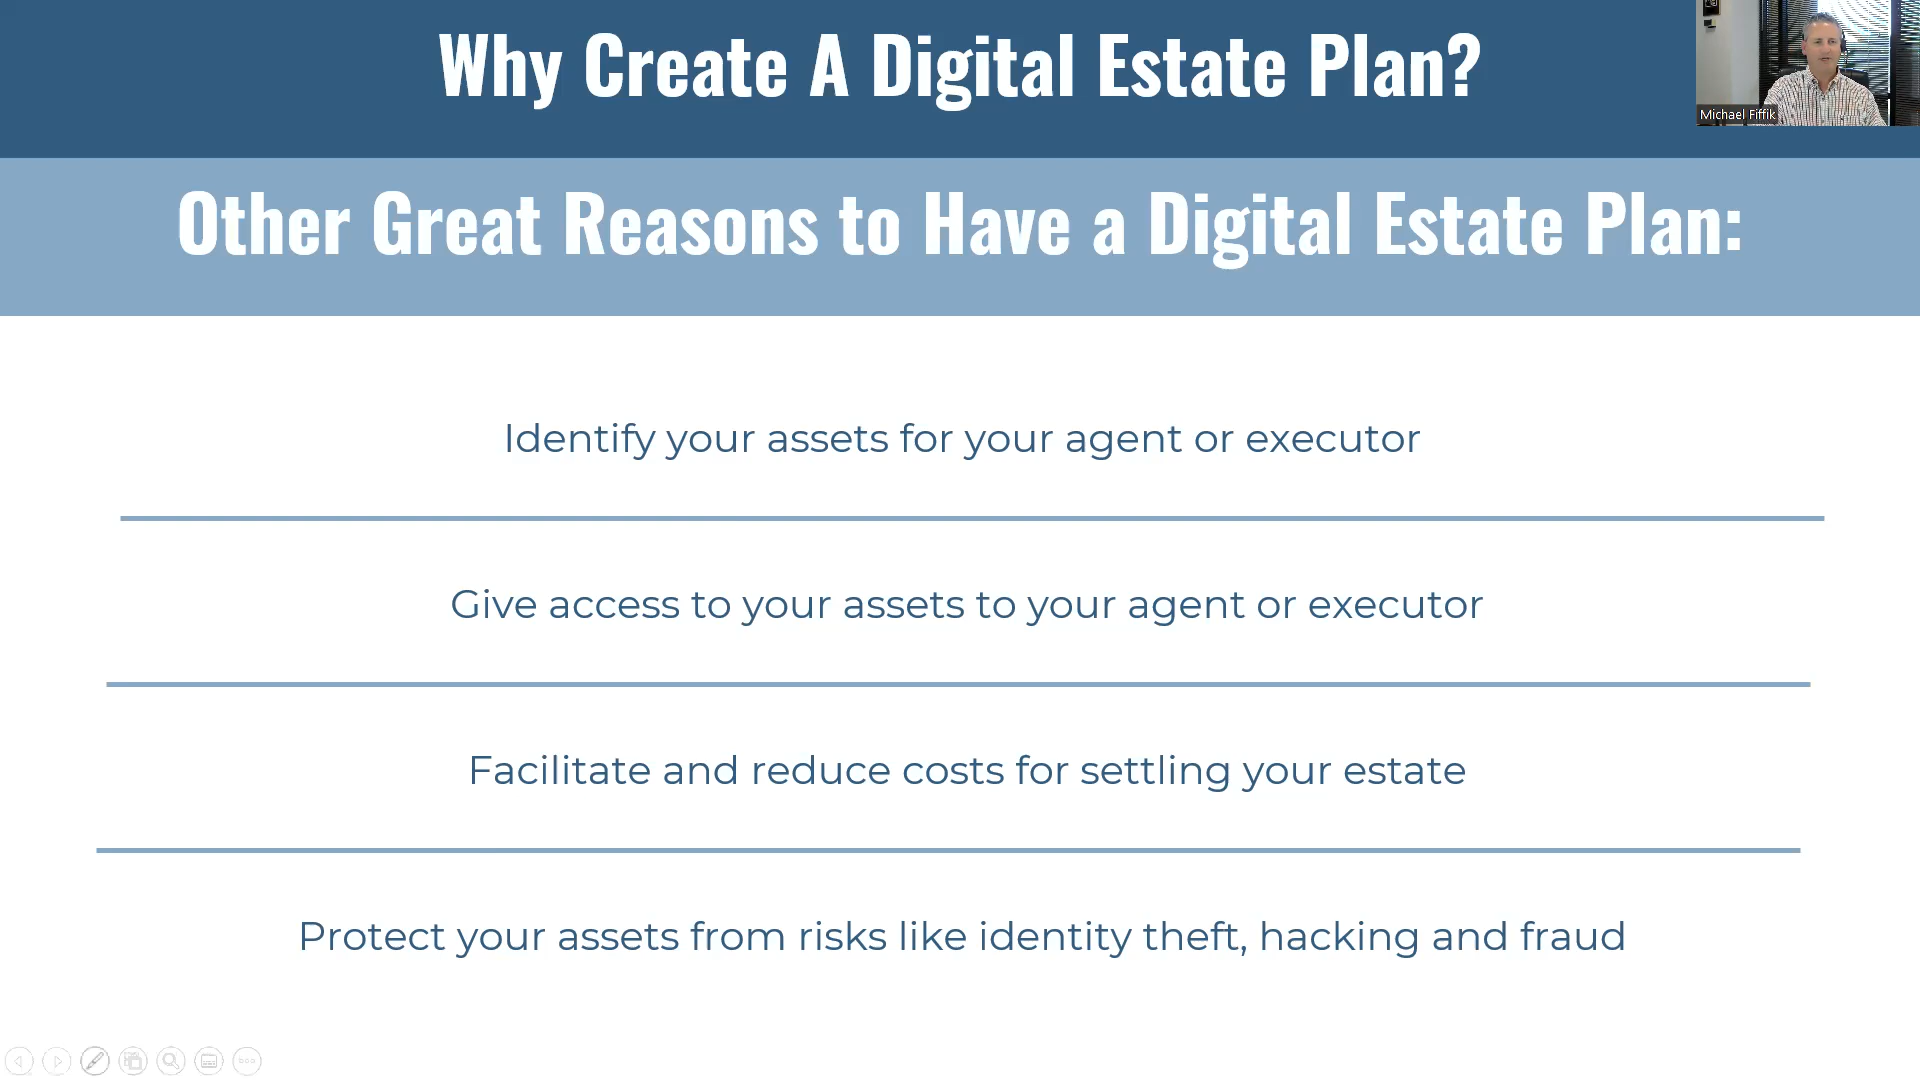 Why Create A Digital Estate Plan?
Michael Fiffik
Other Great Reasons to Have a Digital Estate Plan:
Identify your assets for your agent or executor
Give access to your assets to your agent or executor
Facilitate and reduce costs for settling your estate
Protect your assets from risks like identity theft, hacking and fraud